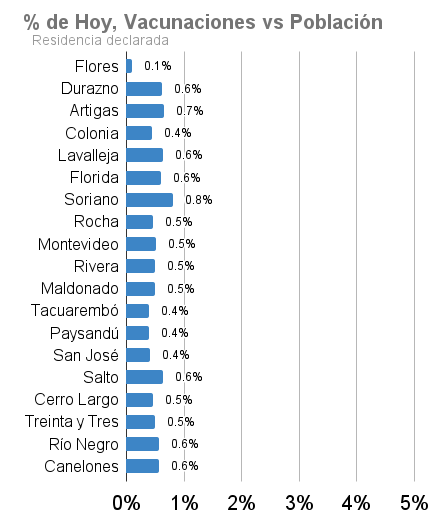 % de Hoy, Vacunaciones vs Población
Residencia declarada
Flores 0.1%
Durazno 0.6%
Artigas 0.7%
Colonia 0.4%
Lavalleja 0.6%
Florida 0.6%
Soriano 0.8%
Rocha 0.5%
Montevideo 0.5%
Rivera 0.5%
Maldonado 0.5%
Tacuarembó 0.4%
Paysandú 0.4%
San José 0.4%
Salto 0.6%
Cerro Largo 0.5%
Treinta y Tres 0.5%
Río Negro 0.6%
Canelones 0.6%
0% 1% 2% 3% 4% 5%